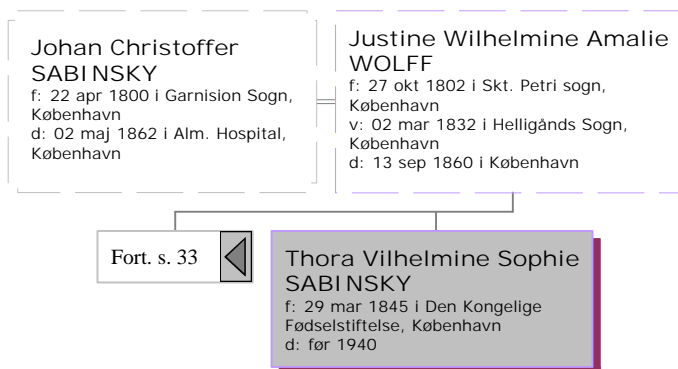 Johan Christoffer
SABINSKY
f: 22 apr 1800 i Garnision Sogn,
København
d: 02 maj 1862 i Alm. Hospital,
København
Justine Wilhelmine Amalie
WOLFF
f: 27 okt 1802 i Skt. Petri sogn,
København
v: 02 mar 1832 i Helligånds Sogn,
København
d: 13 sep 1860 i København
Fort. s. 33
Thora Vilhelmine Sophie
SABINSKY
f: 29 mar 1845 i Den Kongelige
Fødselstiftelse, København
d: før 1940